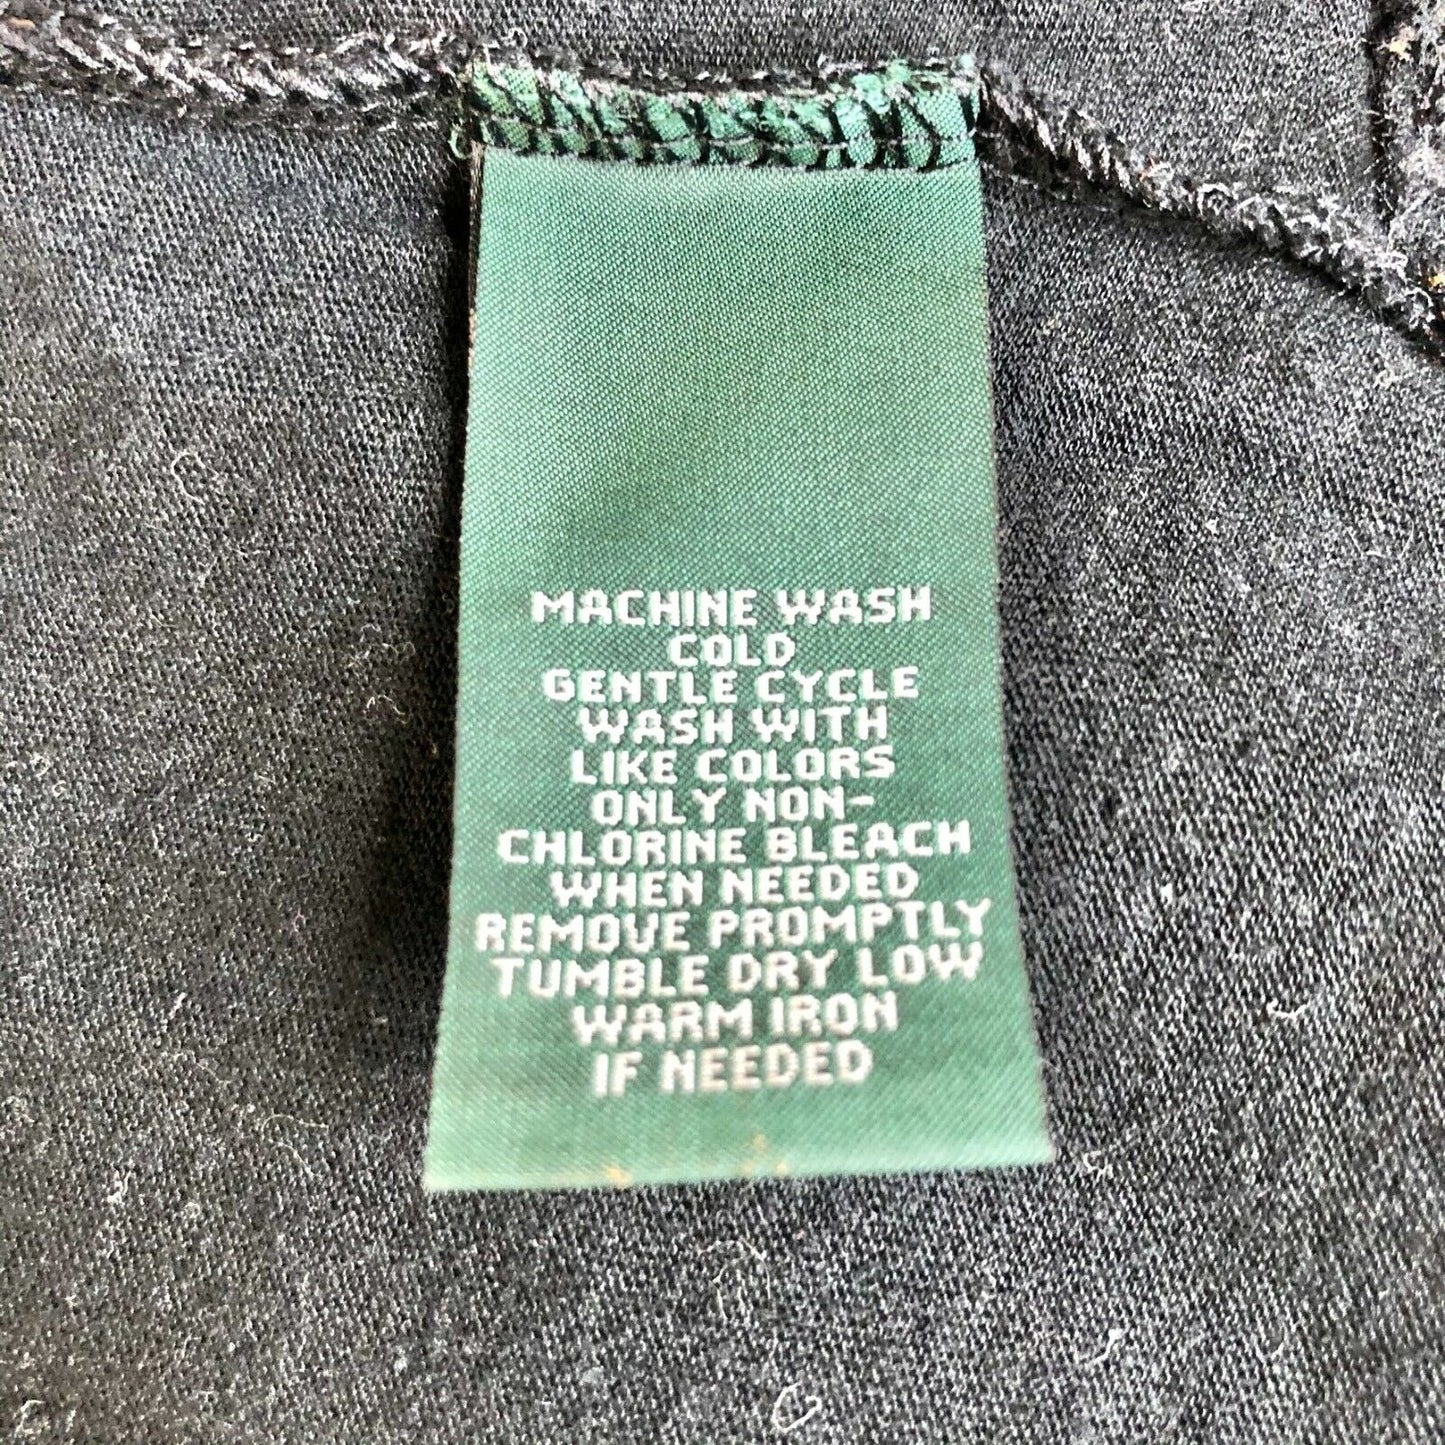 MACHINE WASH
COLD
GENTLE CYCLE
WASH WITH
LIKE COLORS
ONLY NON-
CHLORINE BLEACH
WHEN NEEDED
REMOVE PROMPTLY
TUMBLE DRY LOW
WARM IRON
IF NEEDED